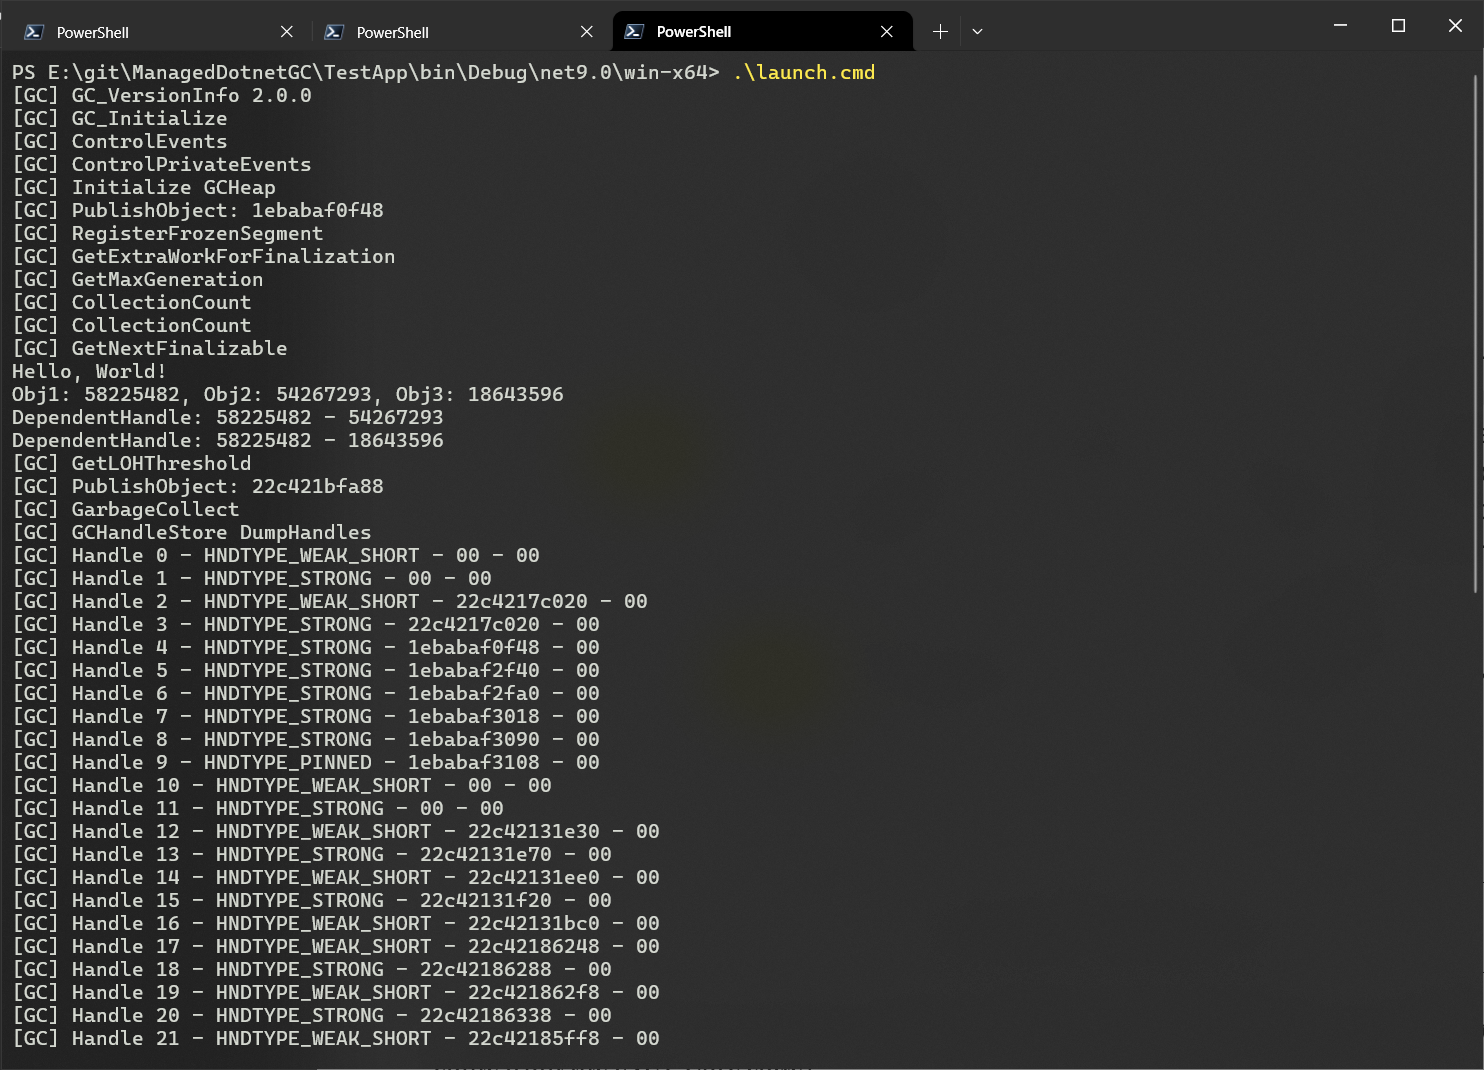 PowerShell PowerShell PowerShell
PS E:\git\ManagedDotnetGC\TestApp\bin\Debug\net9.0\win-x64> .\launch.cmd
[GC] GC_VersionInfo 2.0.0
[GC] GC_Initialize
[GC] ControlEvents
[GC] ControlPrivateEvents
[GC] Initialize GCHeap
[GC] PublishObject: 1ebabaf0f48
[GC] RegisterFrozenSegment
[GC] GetExtraWorkForFinalization
[GC] GetMaxGeneration
[GC] CollectionCount
[GC] CollectionCount
[GC] GetNextFinalizable
Hello, World!
Obj1: 58225482, Obj2: 54267293, Obj3: 18643596
DependentHandle: 58225482 - 54267293
DependentHandle: 58225482 - 18643596
[GC] GetLOHThreshold
[GC] PublishObject: 22c421bfa88
[GC] GarbageCollect
[GC] GCHandleStore DumpHandles
[GC] Handle 0 - HNDTYPE_WEAK_SHORT - 00 - 00
[GC] Handle 1 - HNDTYPE_STRONG - 00 - 00
[GC] Handle 2 - HNDTYPE_WEAK_SHORT - 22c4217c020 - 00
[GC] Handle 3 - HNDTYPE_STRONG - 22c4217c020 - 00
[GC] Handle 4 - HNDTYPE_STRONG - 1ebabaf0f48 - 00
[GC] Handle 5 - HNDTYPE_STRONG - 1ebabaf2f40 - 00
[GC] Handle 6 - HNDTYPE_STRONG - 1ebabaf2fa0 - 00
[GC] Handle 7 - HNDTYPE_STRONG - 1ebabaf3018 - 00
[GC] Handle 8 - HNDTYPE_STRONG - 1ebabaf3090 - 00
[GC] Handle 9 - HNDTYPE_PINNED - 1ebabaf3108 - 00
[GC] Handle 10 - HNDTYPE_WEAK_SHORT - 00 - 00
[GC] Handle 11 - HNDTYPE_STRONG - 00 - 00
[GC] Handle 12 - HNDTYPE_WEAK_SHORT - 22c42131e30 - 00
[GC] Handle 13 - HNDTYPE_STRONG - 22c42131e70 - 00
[GC] Handle 14 - HNDTYPE_WEAK_SHORT - 22c42131ee0 - 00
[GC] Handle 15 - HNDTYPE_STRONG - 22c42131f20 - 00
[GC] Handle 16 - HNDTYPE_WEAK_SHORT - 22c42131bc0 - 00
[GC] Handle 17 - HNDTYPE_WEAK_SHORT - 22c42186248 - 00
[GC] Handle 18 - HNDTYPE_STRONG - 22c42186288 - 00
[GC] Handle 19 - HNDTYPE_WEAK_SHORT - 22c421862f8 - 00
[GC] Handle 20 - HNDTYPE_STRONG - 22c42186338 - 00
[GC] Handle 21 - HNDTYPE_WEAK_SHORT - 22c42185ff8 - 00